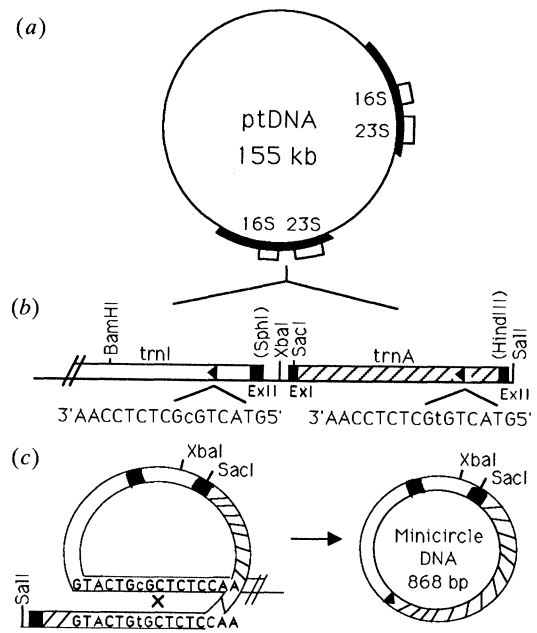 (a)
16S
23S
ptDNA
155 kb
16S 23S
(b)
BamHI
trnI
(SphI)
XbaI
SacI
trnA
(HindIII)
SalI
ExII
ExI
ExII
3'AACCTCTCGcGTCATG5'
3'AACCTCTCGtGTCATG5'
(c)
XbaI
SacI
XbaI
SacI
Minicircle
DNA
868 bp
GTACTGcGCTCTCCAA
SalI
x
GTACTGtGCTCTCCAA